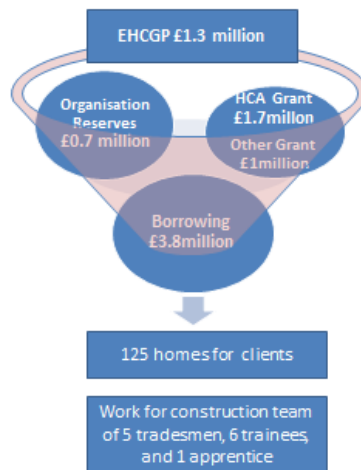 EHCGP £1.3 million
Organisation
Reserves
£0.7 million
HCA Grant
£1.7million
Other Grant
£1million
Borrowing
£3.8million
125 homes for clients
Work for construction team
of 5 tradesmen, 6 trainees,
and 1 apprentice